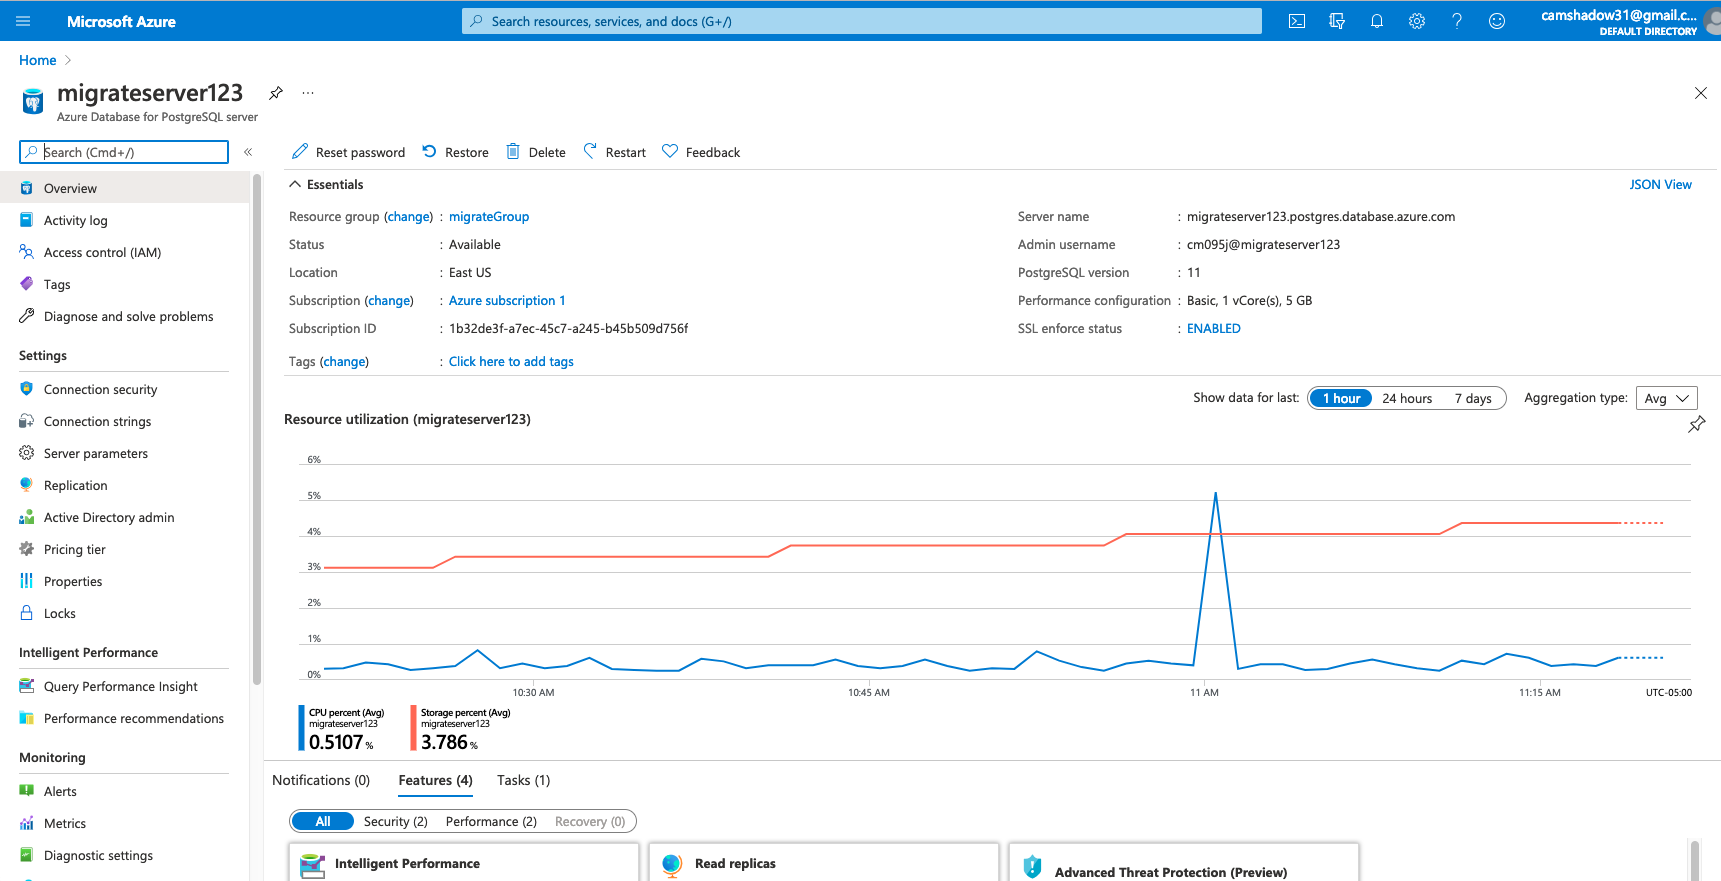 Microsoft Azure
Search resources, services, and docs (G+/)
camshadow31@gmail.c...
DEFAULT DIRECTORY
Home
migrateserver123
Azure Database for PostgreSQL server
Search (Cmd+/)
Reset password
Restore
Delete
Restart
Feedback
Overview
Activity log
Access control (IAM)
Tags
Diagnose and solve problems
Settings
Connection security
Connection strings
Server parameters
Replication
Active Directory admin
Pricing tier
Properties
Locks
Intelligent Performance
Query Performance Insight
Performance recommendations
Monitoring
Alerts
Metrics
Diagnostic settings
Essentials
JSON View
Resource group (change) : migrateGroup
Status : Available
Location : East US
Subscription (change) : Azure subscription 1
Subscription ID : 1b32de3f-a7ec-45c7-a245-b45b509d756f
Tags (change) : Click here to add tags
Server name : migrateserver123.postgres.database.azure.com
Admin username : cm095j@migrateserver123
PostgreSQL version : 11
Performance configuration : Basic, 1 vCore(s), 5 GB
SSL enforce status : ENABLED
Show data for last: 1 hour 24 hours 7 days Aggregation type: Avg
Resource utilization (migrateserver123)
6%
5%
4%
3%
2%
1%
0%
10:30 AM 10:45 AM 11 AM 11:15 AM UTC-05:00
CPU percent (Avg)
migrateserver123
0.5107 %
Storage percent (Avg)
migrateserver123
3.786 %
Notifications (0) Features (4) Tasks (1)
All Security (2) Performance (2) Recovery (0)
Intelligent Performance
Read replicas
Advanced Threat Protection (Preview)